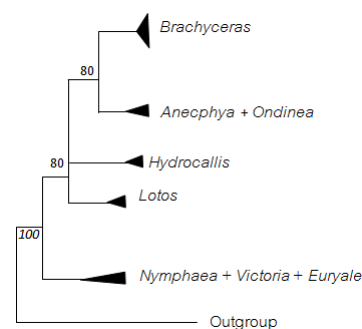 Brachyceras
80
Anecphya + Ondinea
80
Hydrocallis
Lotos
100
Nymphaea + Victoria + Euryale
Outgroup